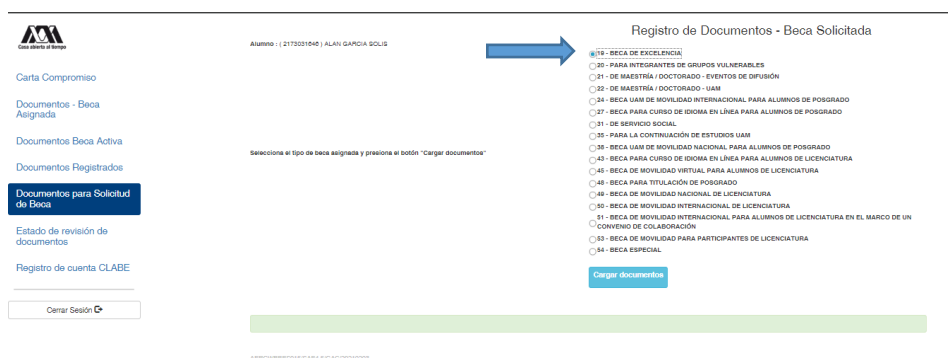 Casa abierta al tiempo
Carta Compromiso
Documentos - Beca
Asignada
Documentos Beca Activa
Documentos Registrados
Documentos para Solicitud
de Beca
Estado de revisión de
documentos
Registro de cuenta CLABE
Cerrar Sesión
Alumno : ( 2173031646 ) ALAN GARCIA SOLIS
Selecciona el tipo de beca asignada y presiona el botón "Cargar documentos"
Registro de Documentos - Beca Solicitada
19 - BECA DE EXCELENCIA
20 - PARA INTEGRANTES DE GRUPOS VULNERABLES
21 - DE MAESTRÍA / DOCTORADO - EVENTOS DE DIFUSIÓN
22 - DE MAESTRÍA / DOCTORADO - UAM
24 - BECA UAM DE MOVILIDAD INTERNACIONAL PARA ALUMNOS DE POSGRADO
27 - BECA PARA CURSO DE IDIOMA EN LÍNEA PARA ALUMNOS DE POSGRADO
31 - DE SERVICIO SOCIAL
35 - PARA LA CONTINUACIÓN DE ESTUDIOS UAM
38 - BECA UAM DE MOVILIDAD NACIONAL PARA ALUMNOS DE POSGRADO
43 - BECA PARA CURSO DE IDIOMA EN LÍNEA PARA ALUMNOS DE LICENCIATURA
45 - BECA DE MOVILIDAD VIRTUAL PARA ALUMNOS DE LICENCIATURA
48 - BECA PARA TITULACIÓN DE POSGRADO
49 - BECA DE MOVILIDAD NACIONAL DE LICENCIATURA
50 - BECA DE MOVILIDAD INTERNACIONAL DE LICENCIATURA
51 - BECA DE MOVILIDAD INTERNACIONAL PARA ALUMNOS DE LICENCIATURA EN EL MARCO DE UN
CONVENIO DE COLABORACIÓN
53 - BECA DE MOVILIDAD PARA PARTICIPANTES DE LICENCIATURA
54 - BECA ESPECIAL
Cargar documentos